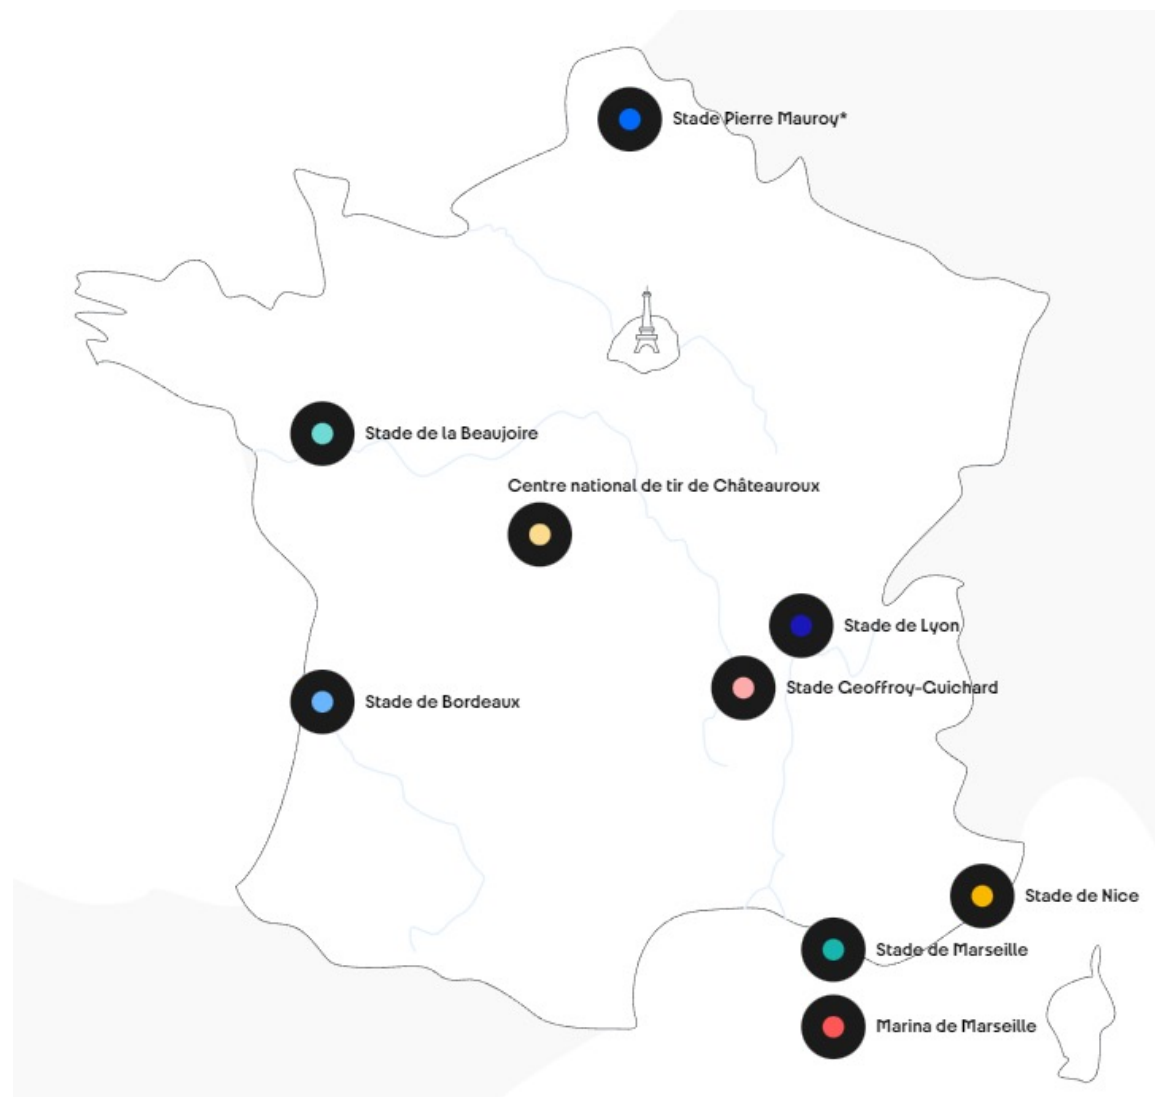 Stade Pierre Mauroy*
Stade de la Beaujoire
Centre national de tir de Châteauroux
Stade de Lyon
Stade Geoffroy-Guichard
Stade de Bordeaux
Stade de Nice
Stade de Marseille
Marina de Marseille